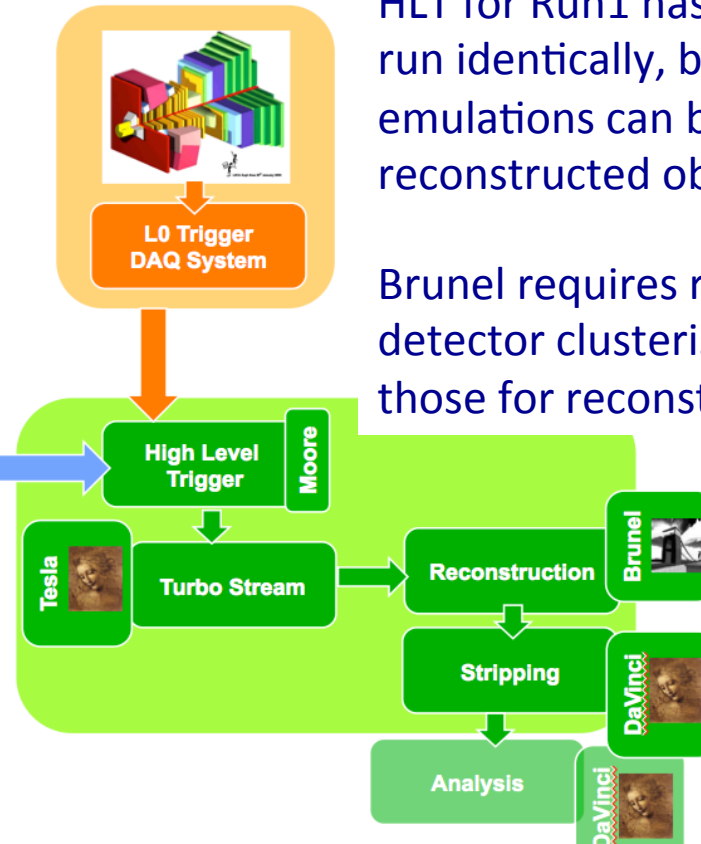 HLT for Run1 has
run identically, b
emulations can b
reconstructed ob
Brunel requires r
detector clusteris
those for reconst
L0 Trigger
DAQ System
High Level
Trigger
Moore
Tesla
Turbo Stream
Reconstruction
Brunel
Stripping
DaVinci
Analysis
DaVinci